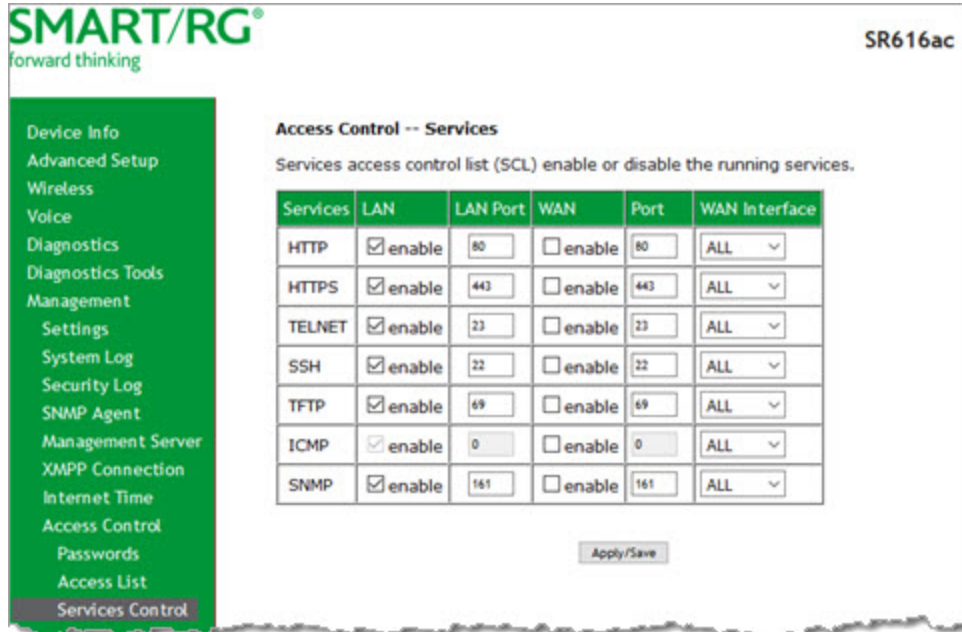 SMART/RG®
forward thinking
SR616ac
Device Info
Advanced Setup
Wireless
Voice
Diagnostics
Diagnostics Tools
Management
Settings
System Log
Security Log
SNMP Agent
Management Server
XMPP Connection
Internet Time
Access Control
Passwords
Access List
Services Control
Access Control -- Services
Services access control list (SCL) enable or disable the running services.
Services LAN LAN Port WAN Port WAN Interface
HTTP enable 80 enable 80 ALL
HTTPS enable 443 enable 443 ALL
TELNET enable 23 enable 23 ALL
SSH enable 22 enable 22 ALL
TFTP enable 69 enable 69 ALL
ICMP enable 0 enable 0 ALL
SNMP enable 161 enable 161 ALL
Apply/Save